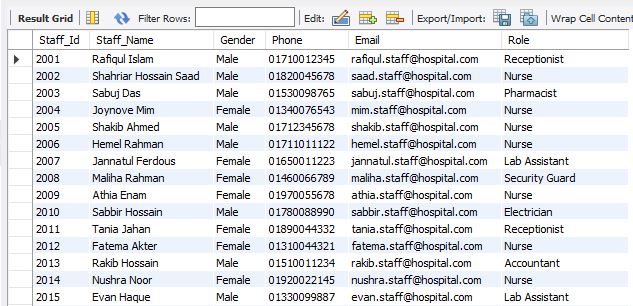 Result Grid Filter Rows: Edit: Export/Import: Wrap Cell Content
Staff_Id Staff_Name Gender Phone Email Role
2001 Rafiqul Islam Male 01710012345 rafiqul.staff@hospital.com Receptionist
2002 Shahriar Hossain Saad Male 01820045678 saad.staff@hospital.com Nurse
2003 Sabuj Das Male 01530098765 sabuj.staff@hospital.com Pharmacist
2004 Joynove Mim Female 01340076543 mim.staff@hospital.com Nurse
2005 Shakib Ahmed Male 01712345678 shakib.staff@hospital.com Nurse
2006 Hemel Rahman Male 01711011122 hemel.staff@hospital.com Nurse
2007 Jannatul Ferdous Female 01650011223 jannatul.staff@hospital.com Lab Assistant
2008 Maliha Rahman Female 01460066789 maliha.staff@hospital.com Security Guard
2009 Athia Enam Female 01970055678 athia.staff@hospital.com Nurse
2010 Sabbir Hossain Male 01780088990 sabbir.staff@hospital.com Electrician
2011 Tania Jahan Female 01890044332 tania.staff@hospital.com Receptionist
2012 Fatema Akter Female 01310044321 fatema.staff@hospital.com Nurse
2013 Rakib Hossain Male 01510011234 rakib.staff@hospital.com Accountant
2014 Nushra Noor Female 01920022145 nushra.staff@hospital.com Nurse
2015 Evan Haque Male 01330099887 evan.staff@hospital.com Lab Assistant